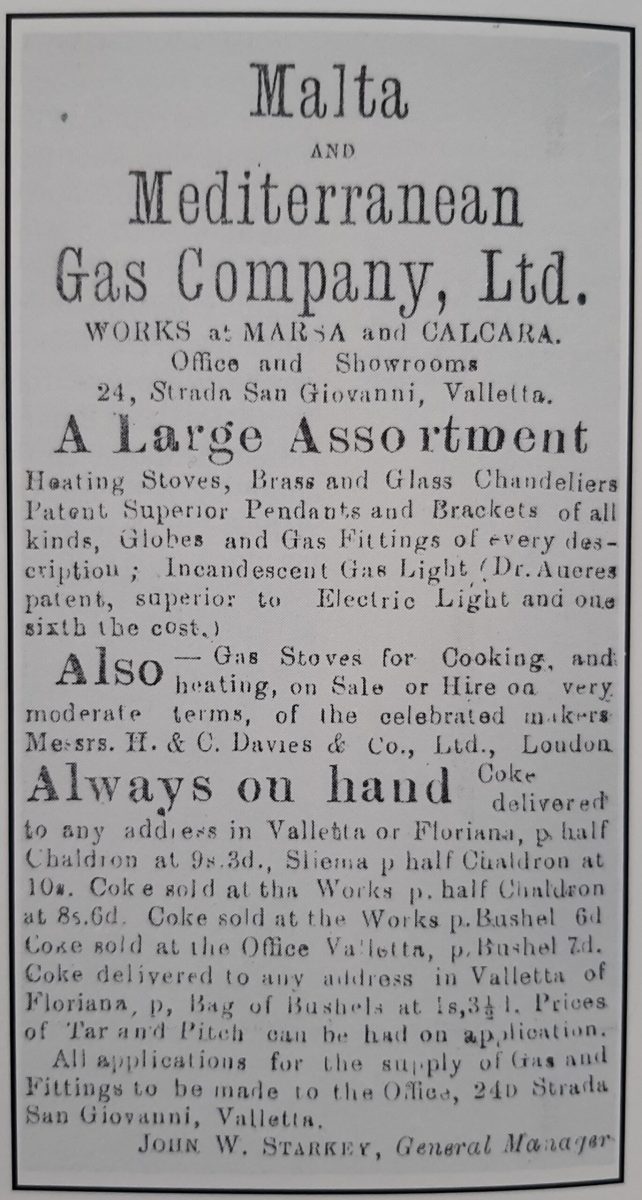 Malta
AND
Mediterranean
Gas Company, Ltd.
WORKS at MARSA and CALCARA.
Office and Showrooms
24, Strada San Giovanni, Valletta.
A Large Assortment
Heating Stoves, Brass and Glass Chandeliers
Patent Superior Pendants and Brackets of all
kinds, Globes and Gas Fittings of every des-
cription ; Incandescent Gas Light (Dr. Aueres
patent, superior to Electric Light and one
sixth the cost.)
Also — Gas Stoves for Cooking, and
heating, on Sale or Hire on very
moderate terms, of the celebrated makers
Messrs. H. & C. Davies & Co., Ltd., London
Always on hand Coke
delivered
to any address in Valletta or Floriana, p. half
Chaldron at 9s.3d., Sliema p half Chaldron at
10s. Coke sold at tha Works p. half Chaldron
at 8s.6d. Coke sold at the Works p.Bushel 6d
Coke sold at the Office Valletta, p.Bushel 7d.
Coke delivered to any address in Valletta of
Floriana, p, Bag of Bushels at 1s,3½ Prices
of Tar and Pitch can be had on application.
All applications for the supply of Gas and
Fittings to be made to the Office, 24D Strada
San Giovanni, Valletta.
JOHN W. STARKEY, General Manager